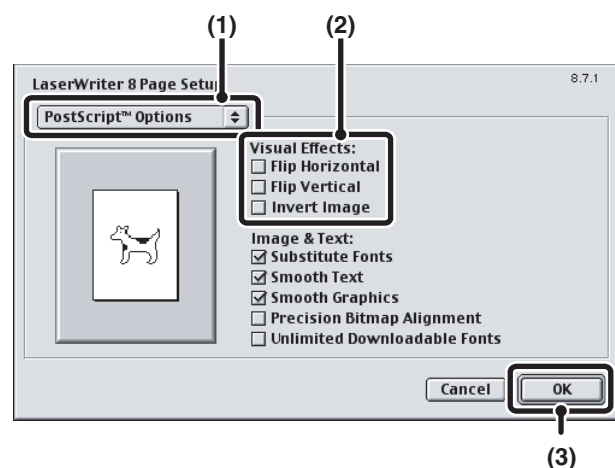 (1)
(2)
LaserWriter 8 Page Setu
8.7.1
PostScript™ Options
Visual Effects:
Flip Horizontal
Flip Vertical
Invert Image
Image & Text:
Substitute Fonts
Smooth Text
Smooth Graphics
Precision Bitmap Alignment
Unlimited Downloadable Fonts
Cancel
OK
(3)